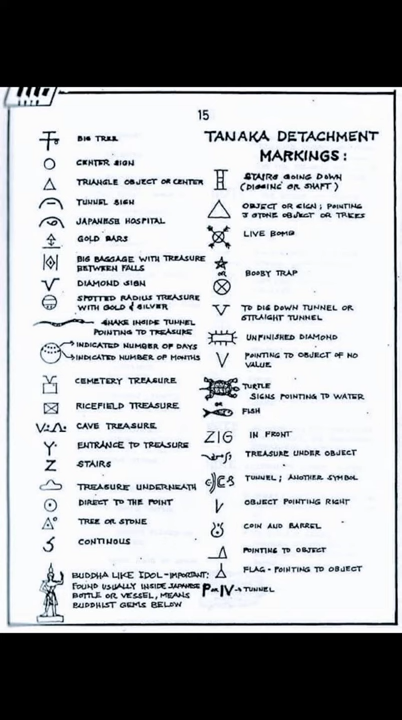 15
BIG TREE
CENTER SIGN
TRIANGLE OBJECT OR CENTER
TUNNEL SIGN
JAPANESE HOSPITAL
GOLD BARS
BIG BAGGAGE WITH TREASURE
BETWEEN FALLS
DIAMOND SIGN
SPOTTED RADIUS TREASURE
WITH GOLD & SILVER
SNAKE INSIDE TUNNEL
POINTING TO TREASURE
INDICATED NUMBER OF DAYS
INDICATED NUMBER OF MONTHS
CEMETERY TREASURE
RICEFIELD TREASURE
CAVE TREASURE
ENTRANCE TO TREASURE
STAIRS
TREASURE UNDERNEATH
DIRECT TO THE POINT
TREE OR STONE
CONTINOUS
BUDDHA LIKE IDOL - IMPORTANT:
FOUND USUALLY INSIDE JAPANESE
BOTTLE OR VESSEL, MEANS
BUDDHIST GEMS BELOW
TANAKA DETACHMENT
MARKINGS:
STAIRS GOING DOWN
(DIGGING OR SHAFT)
OBJECT OR SIGN; POINTING
3 STONE OBJECT OR TREES
LIVE BOMB
OR
BOOBY TRAP
TO DIG DOWN TUNNEL OR
STRAIGHT TUNNEL
UNFINISHED DIAMOND
POINTING TO OBJECT OF NO
VALUE
TURTLE
SIGNS POINTING TO WATER
OR
FISH
ZIG IN FRONT
TREASURE UNDER OBJECT
TUNNEL; ANOTHER SYMBOL
OBJECT POINTING RIGHT
COIN AND BARREL
POINTING TO OBJECT
FLAG - POINTING TO OBJECT
P-IV → TUNNEL